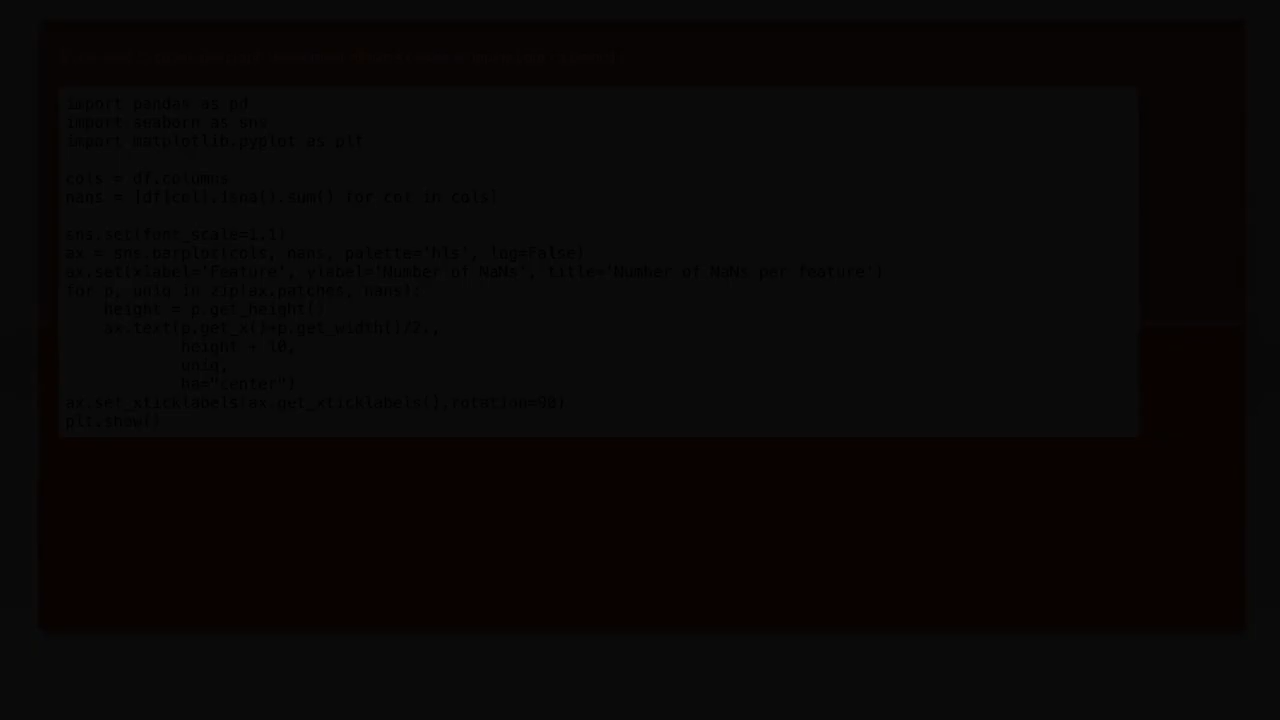 import pandas as pd
import seaborn as sns
import matplotlib.pyplot as plt
cols = df.columns
nans = [df[col].isna().sum() for col in cols]
sns.set(font_scale=1.1)
ax = sns.barplot(cols, nans, palette='hls', log=False)
ax.set(xlabel='Feature', ylabel='Number of NaNs', title='Number of NaNs per feature')
for p, uniq in zip(ax.patches, nans):
    height = p.get_height()
    ax.text(p.get_x()+p.get_width()/2.,
            height + 10,
            uniq,
            ha="center")
ax.set_xticklabels(ax.get_xticklabels(),rotation=90)
plt.show()